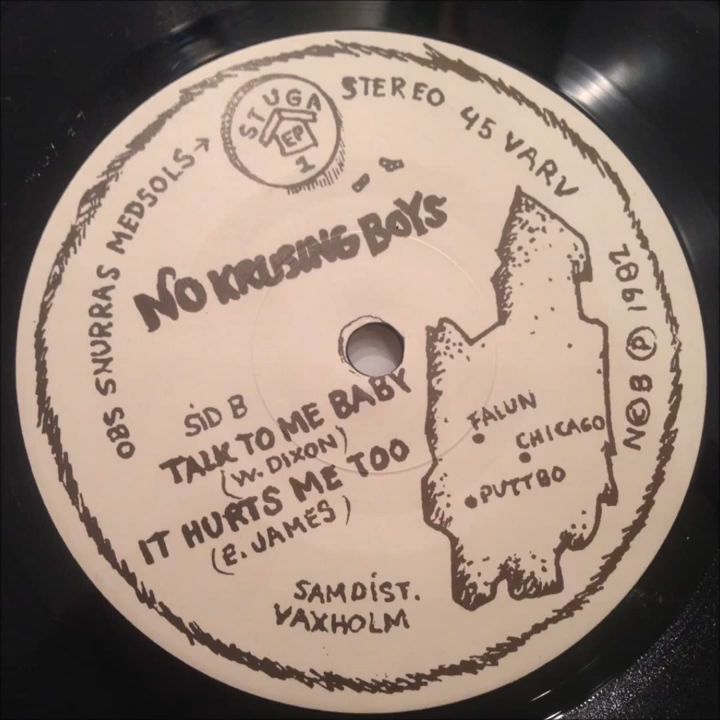 OBS SNURRAS MEDSOLS→
STUGA
EP
1
STEREO 45 VARV
NO KRUSING BOYS
SID B
TALK TO ME BABY
(W. DIXON)
IT HURTS ME TOO
(E. JAMES)
FALUN
CHICAGO
PUTTBO
SAMDIST.
VAXHOLM
N©B Ⓟ 1982